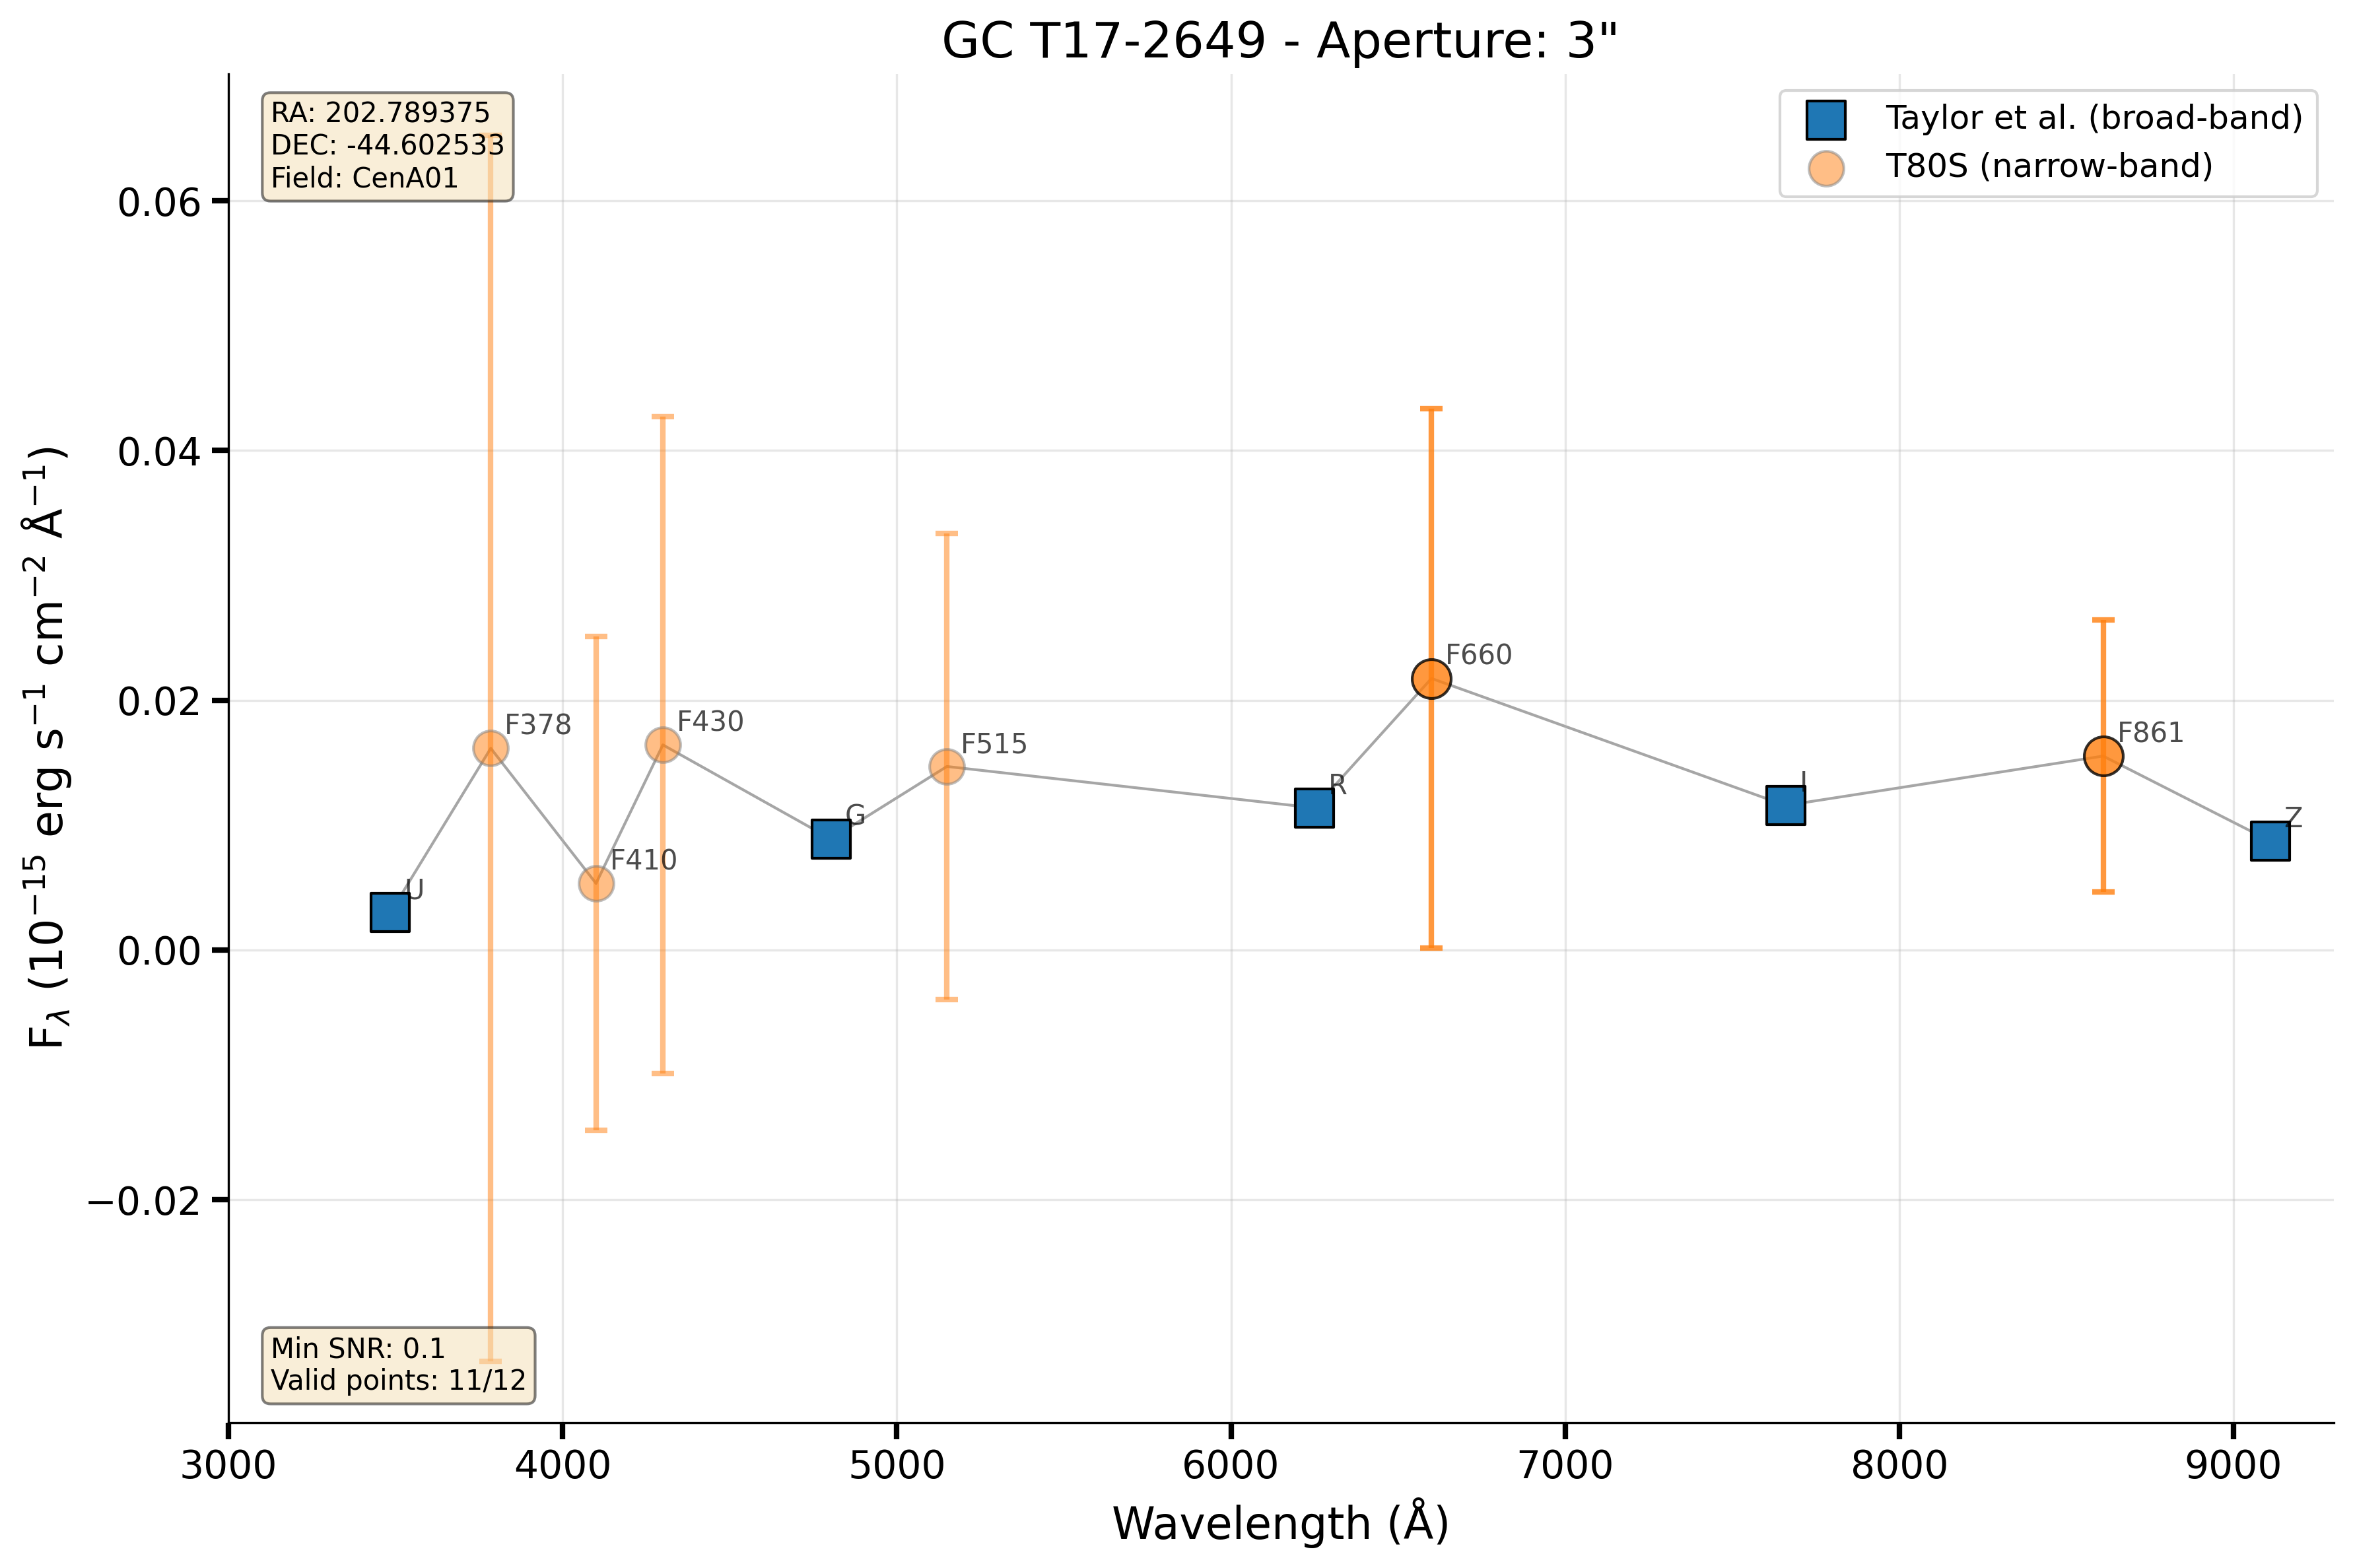 GC T17-2649 - Aperture: 3"
RA: 202.789375
DEC: -44.602533
Field: CenA01
Taylor et al. (broad-band)
T80S (narrow-band)
0.06
0.04
0.02
0.00
−0.02
F$_λ$ (10$^{−15}$ erg s$^{−1}$ cm$^{−2}$ Å$^{−1}$)
U
F378
F410
F430
G
F515
R
F660
I
F861
Z
Min SNR: 0.1
Valid points: 11/12
3000 4000 5000 6000 7000 8000 9000
Wavelength (Å)